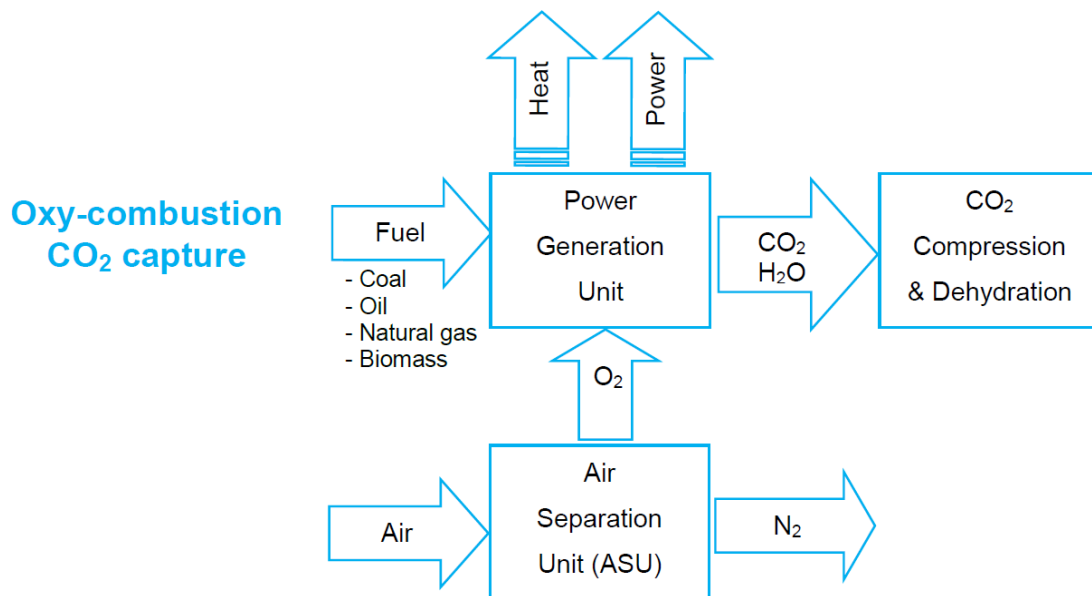 Heat
Power
Oxy-combustion
CO₂ capture
Fuel
- Coal
- Oil
- Natural gas
- Biomass
Power
Generation
Unit
CO₂
H₂O
CO₂
Compression
& Dehydration
O₂
Air
Air
Separation
Unit (ASU)
N₂